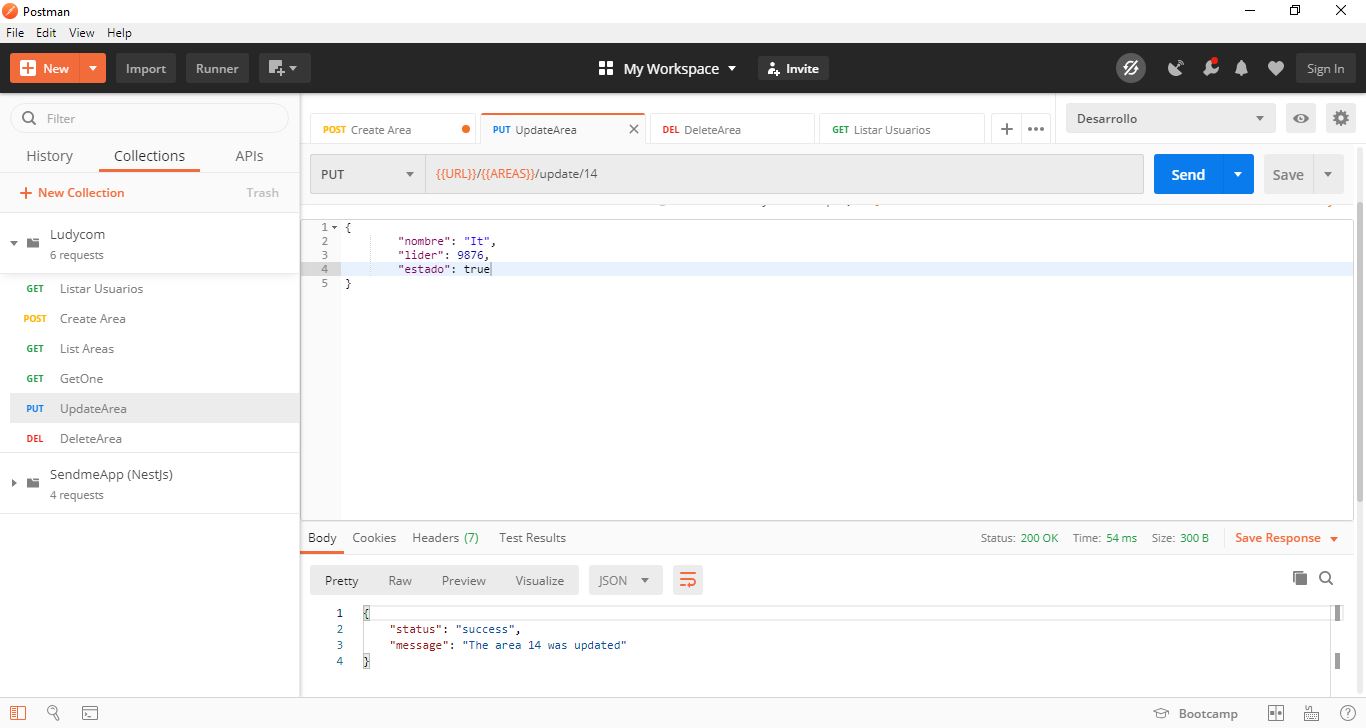 Postman
File Edit View Help
New Import Runner My Workspace Invite Sign In
Filter
History Collections APIs
New Collection Trash
Ludycom
6 requests
GET Listar Usuarios
POST Create Area
GET List Areas
GET GetOne
PUT UpdateArea
DEL DeleteArea
SendmeApp (NestJs)
4 requests
POST Create Area PUT UpdateArea DEL DeleteArea GET Listar Usuarios Desarrollo
PUT {{URL}}/{{AREAS}}/update/14 Send Save
1 {
2 "nombre": "It",
3 "lider": 9876,
4 "estado": true
5 }
Body Cookies Headers (7) Test Results Status: 200 OK Time: 54 ms Size: 300 B Save Response
Pretty Raw Preview Visualize JSON
1 {
2 "status": "success",
3 "message": "The area 14 was updated"
4 }
Bootcamp